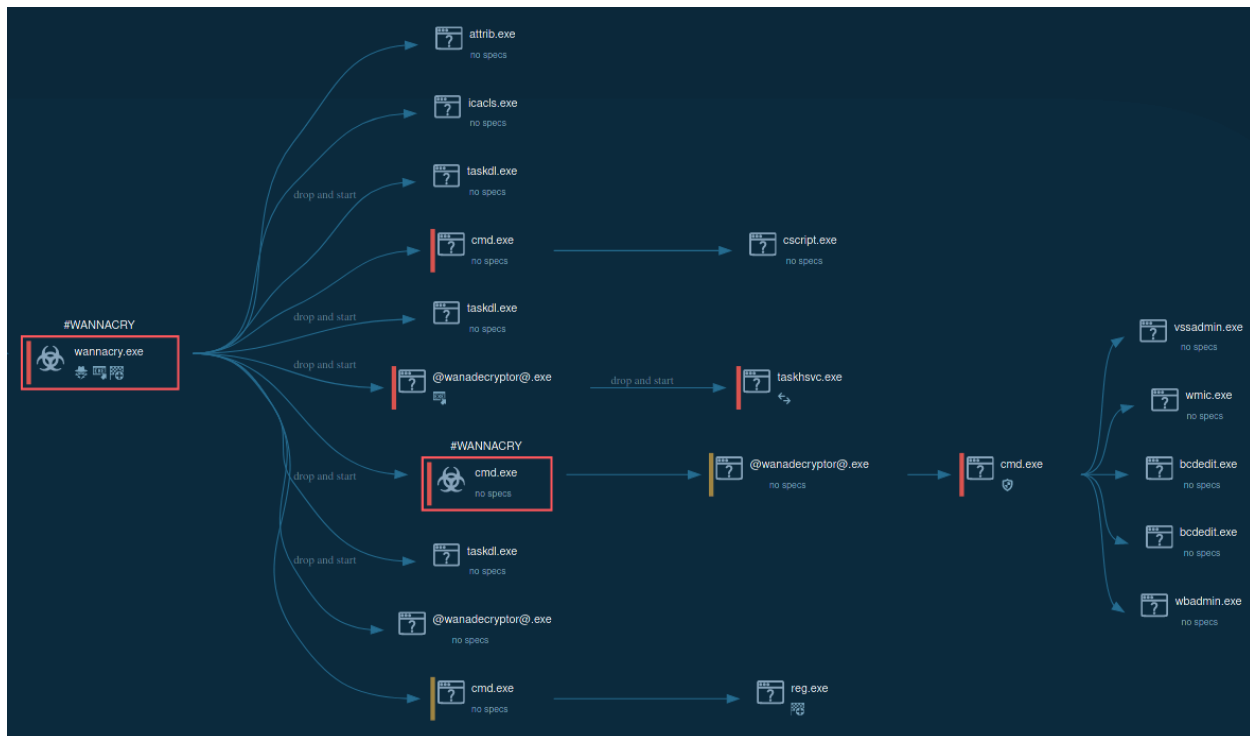 attrib.exe
no specs
icacls.exe
no specs
taskdl.exe
no specs
drop and start
cmd.exe
no specs
cscript.exe
no specs
taskdl.exe
no specs
drop and start
#WANNACRY
wannacry.exe
vssadmin.exe
no specs
drop and start
@wanadecryptor@.exe
drop and start
taskhsvc.exe
wmic.exe
no specs
#WANNACRY
cmd.exe
no specs
drop and start
@wanadecryptor@.exe
no specs
cmd.exe
bcdedit.exe
no specs
bcdedit.exe
no specs
taskdl.exe
no specs
drop and start
wbadmin.exe
no specs
@wanadecryptor@.exe
no specs
cmd.exe
no specs
reg.exe